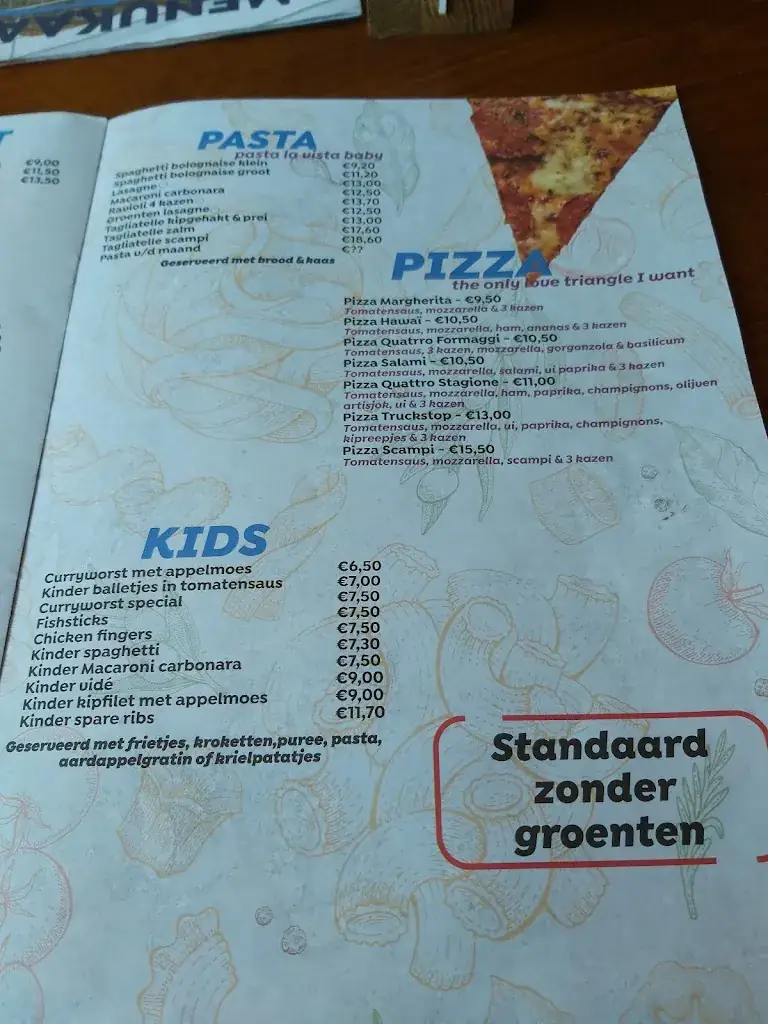 MENUKAA
T
€9,00
€11,50
€13,50
PASTA
pasta la vista baby
Spaghetti bolognaise klein €9,20
Spaghetti bolognaise groot €11,20
Lasagne €13,00
Macaroni carbonara €12,50
Ravioli 4 kazen €13,70
Groenten lasagne €12,50
Tagliatelle kipgehakt & prei €13,00
Tagliatelle zalm €17,60
Tagliatelle scampi €18,60
Pasta v/d maand €??
Geserveerd met brood & kaas
PIZZA
the only love triangle I want
Pizza Margherita - €9,50
Tomatensaus, mozzarella & 3 kazen
Pizza Hawaï - €10,50
Tomatensaus, mozzarella, ham, ananas & 3 kazen
Pizza Quatrro Formaggi - €10,50
Tomatensaus, 3 kazen, mozzarella, gorgonzola & basilicum
Pizza Salami - €10,50
Tomatensaus, mozzarella, salami, ui paprika & 3 kazen
Pizza Quattro Stagione - €11,00
Tomatensaus, mozzarella, ham, paprika, champignons, olijven
artisjok, ui & 3 kazen
Pizza Truckstop - €13,00
Tomatensaus, mozzarella, ui, paprika, champignons,
kipreepjes & 3 kazen
Pizza Scampi - €15,50
Tomatensaus, mozzarella, scampi & 3 kazen
KIDS
Curryworst met appelmoes €6,50
Kinder balletjes in tomatensaus €7,00
Curryworst special €7,50
Fishsticks €7,50
Chicken fingers €7,50
Kinder spaghetti €7,30
Kinder Macaroni carbonara €7,50
Kinder vidé €9,00
Kinder kipfilet met appelmoes €9,00
Kinder spare ribs €11,70
Geserveerd met frietjes, kroketten,puree, pasta,
aardappelgratin of krielpatatjes
Standaard
zonder
groenten